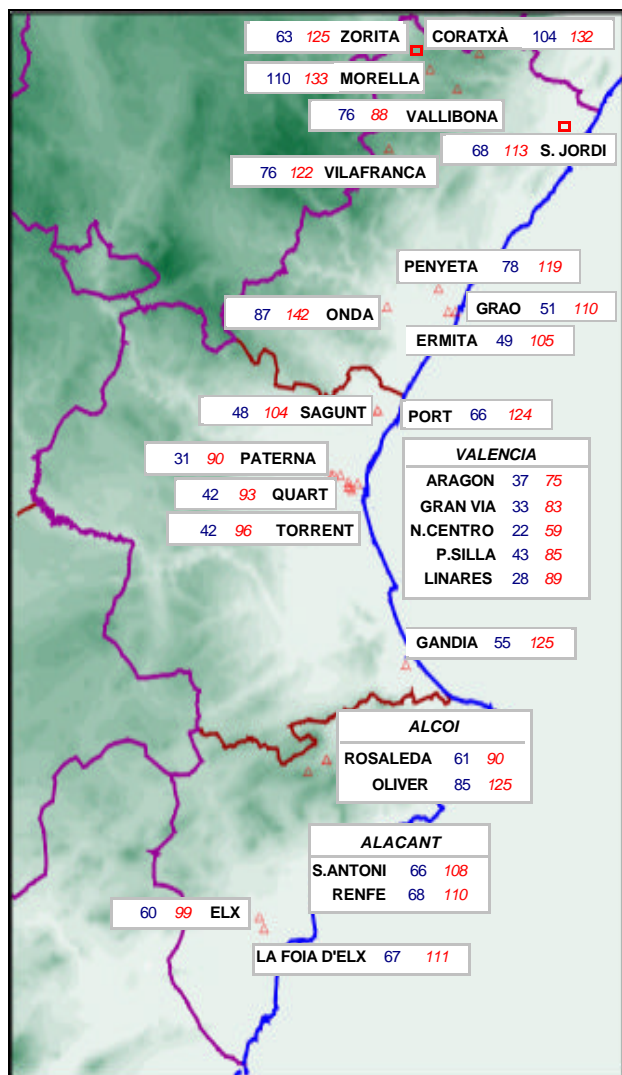 63 125 ZORITA
CORATXÀ 104 132
110 133 MORELLA
76 88 VALLIBONA
68 113 S. JORDI
76 122 VILAFRANCA
PENYETA 78 119
87 142 ONDA
GRAO 51 110
ERMITA 49 105
48 104 SAGUNT
PORT 66 124
31 90 PATERNA
42 93 QUART
42 96 TORRENT
VALENCIA
ARAGON 37 75
GRAN VIA 33 83
N.CENTRO 22 59
P.SILLA 43 85
LINARES 28 89
GANDIA 55 125
ALCOI
ROSALEDA 61 90
OLIVER 85 125
ALACANT
S.ANTONI 66 108
RENFE 68 110
60 99 ELX
LA FOIA D'ELX 67 111